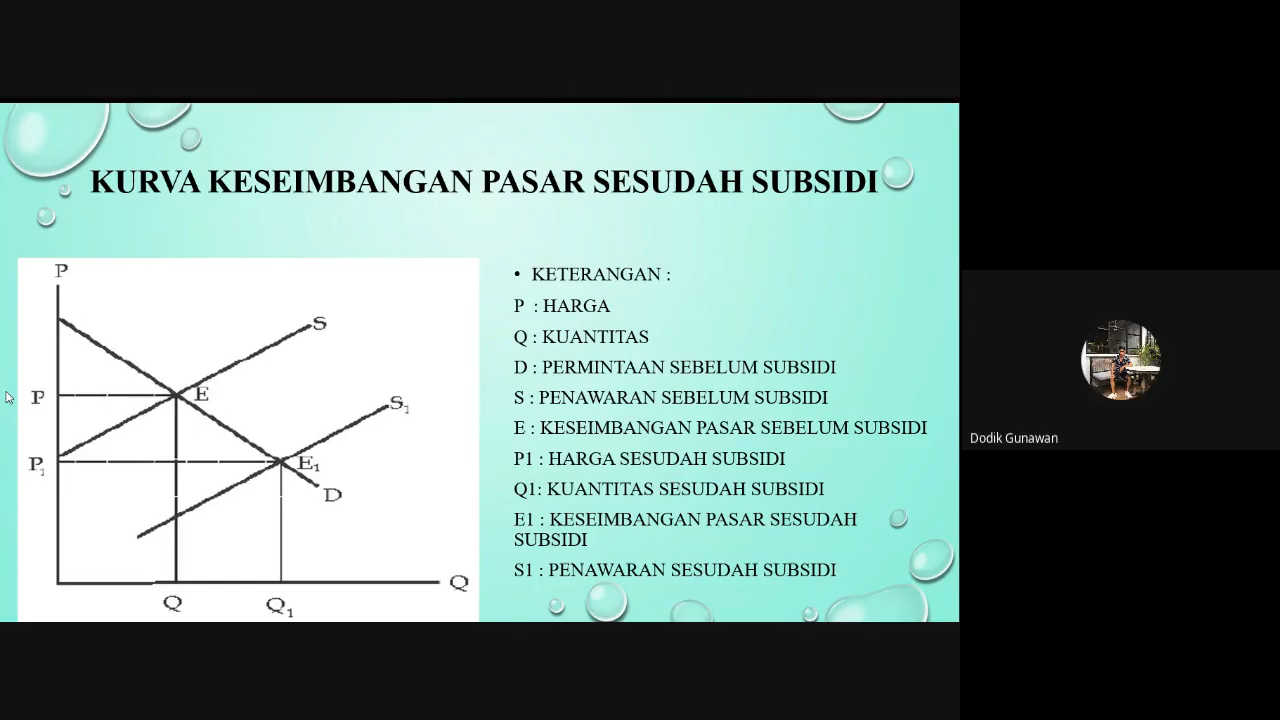 KURVA KESEIMBANGAN PASAR SESUDAH SUBSIDI
P
S
P
E
S1
P1
E1
D
Q
Q
Q1
• KETERANGAN :
P : HARGA
Q : KUANTITAS
D : PERMINTAAN SEBELUM SUBSIDI
S : PENAWARAN SEBELUM SUBSIDI
E : KESEIMBANGAN PASAR SEBELUM SUBSIDI
P1 : HARGA SESUDAH SUBSIDI
Q1: KUANTITAS SESUDAH SUBSIDI
E1 : KESEIMBANGAN PASAR SESUDAH
SUBSIDI
S1 : PENAWARAN SESUDAH SUBSIDI
Dodik Gunawan